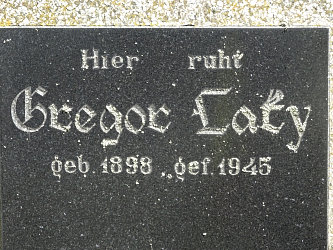 Hier ruht
Gregor Laky
geb. 1898 gef. 1945